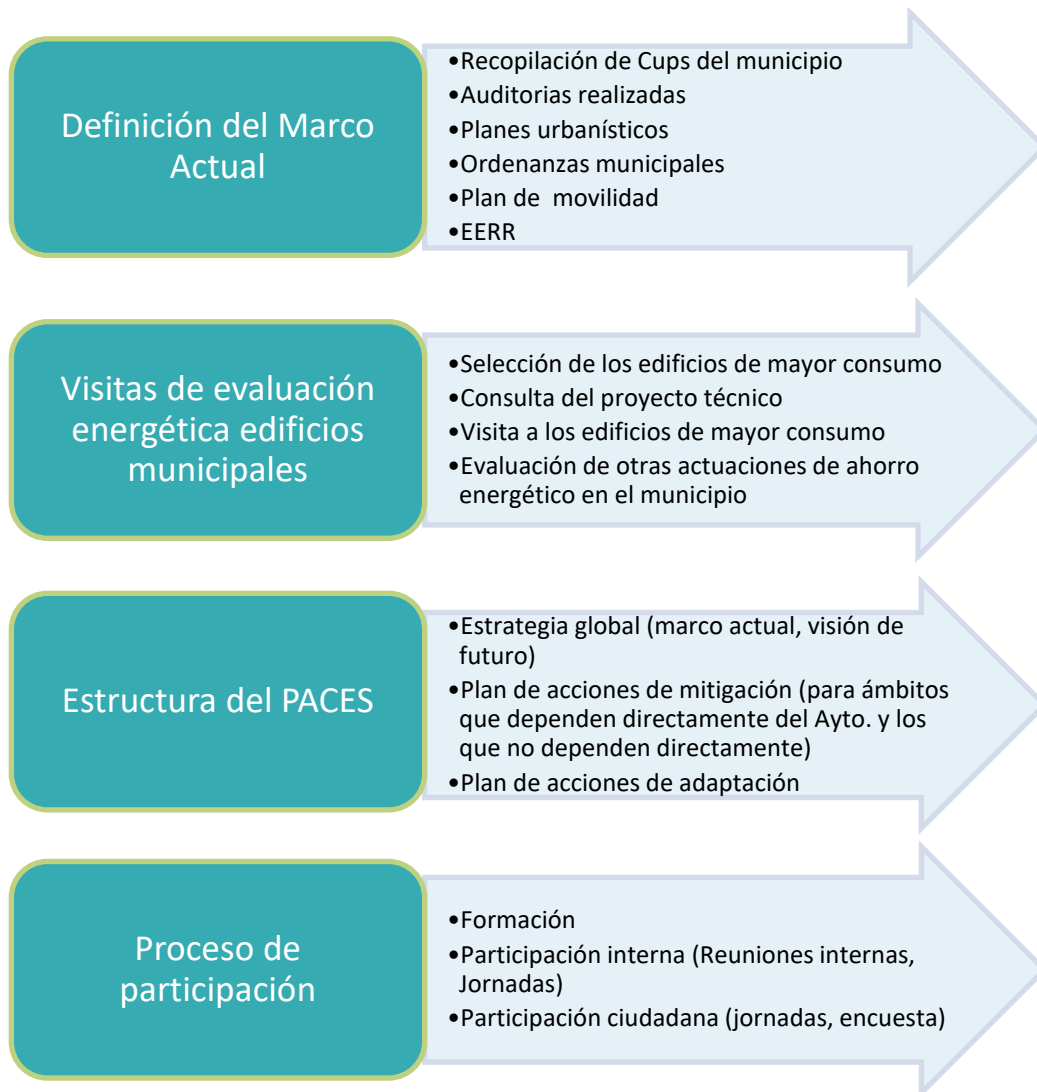 Definición del Marco
Actual
•Recopilación de Cups del municipio
•Auditorias realizadas
•Planes urbanísticos
•Ordenanzas municipales
•Plan de movilidad
•EERR
Visitas de evaluación
energética edificios
municipales
•Selección de los edificios de mayor consumo
•Consulta del proyecto técnico
•Visita a los edificios de mayor consumo
•Evaluación de otras actuaciones de ahorro
energético en el municipio
Estructura del PACES
•Estrategia global (marco actual, visión de
futuro)
•Plan de acciones de mitigación (para ámbitos
que dependen directamente del Ayto. y los
que no dependen directamente)
•Plan de acciones de adaptación
Proceso de
participación
•Formación
•Participación interna (Reuniones internas,
Jornadas)
•Participación ciudadana (jornadas, encuesta)